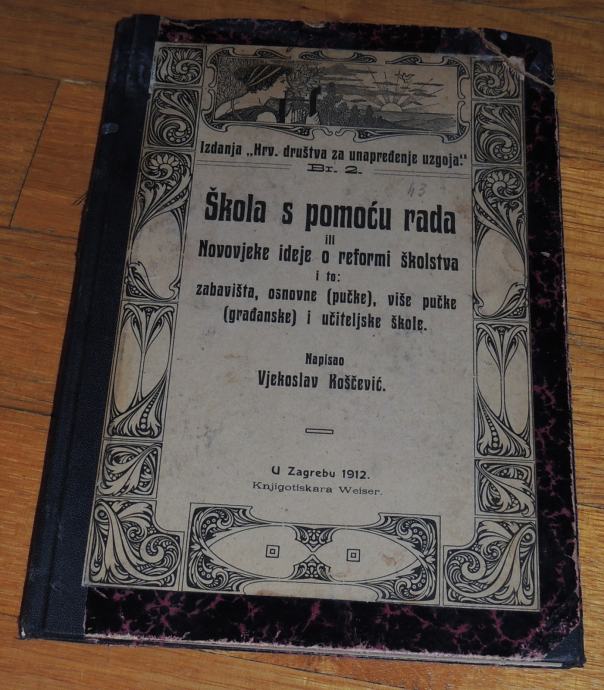 Izdanja „Hrv. društva za unapređenje uzgoja."
Br. 2.
43
Škola s pomoću rada
ili
Novovjeke ideje o reformi školstva
i to:
zabavišta, osnovne (pučke), više pučke
(građanske) i učiteljske škole.
Napisao
Vjekoslav Koščević.
U Zagrebu 1912.
Knjigotiskara Weiser.